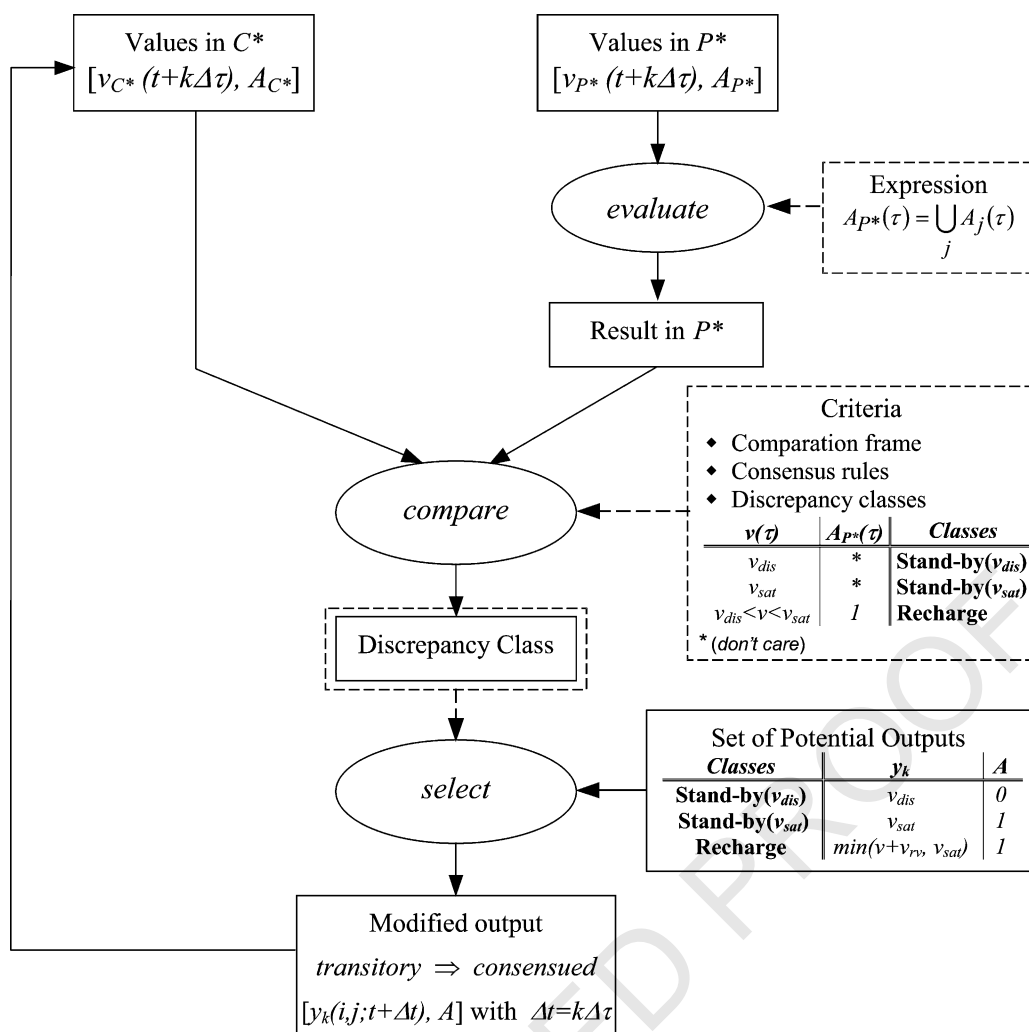 Values in C*
[v_C* (t+kΔτ), A_C*]
Values in P*
[v_P* (t+kΔτ), A_P*]
evaluate
Expression
A_P*(τ) = ⋃_j A_j(τ)
Result in P*
Criteria
◆ Comparation frame
◆ Consensus rules
◆ Discrepancy classes
v(τ) A_P*(τ) Classes
v_dis * Stand-by(v_dis)
v_sat * Stand-by(v_sat)
v_dis<v<v_sat 1 Recharge
* (don't care)
compare
Discrepancy Class
select
Set of Potential Outputs
Classes y_k A
Stand-by(v_dis) v_dis 0
Stand-by(v_sat) v_sat 1
Recharge min(v+v_rv, v_sat) 1
Modified output
transitory ⇒ consensued
[y_k(i,j;t+Δt), A] with Δt=kΔτ
ED PROOF